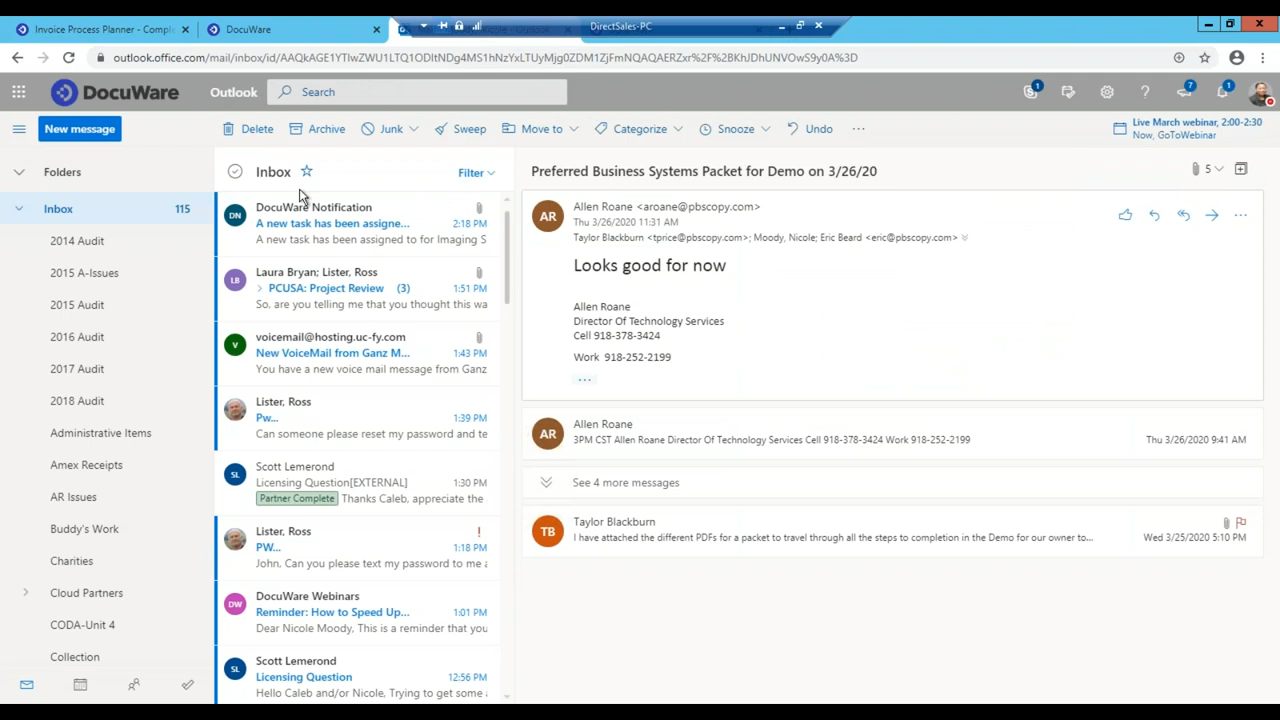 Invoice Process Planner - Comple
DocuWare
DirectSales-PC
outlook.office.com/mail/inbox/id/AAQkAGE1YTIwZWU1LTQ1ODItNDg4MS1hNzYxLTUyMjg0ZDM1ZjFmNQAQAERZxr%2F%2BKhJDhUNVOwS9y0A%3D
DocuWare
Outlook
Search
1
7
1
New message
Delete
Archive
Junk
Sweep
Move to
Categorize
Snooze
Undo
Live March webinar, 2:00-2:30
Now, GoToWebinar
Folders
Inbox 115
2014 Audit
2015 A-Issues
2015 Audit
2016 Audit
2017 Audit
2018 Audit
Administrative Items
Amex Receipts
AR Issues
Buddy's Work
Charities
Cloud Partners
CODA-Unit 4
Collection
Inbox
Filter
DN
DocuWare Notification
A new task has been assigne... 2:18 PM
A new task has been assigned to for Imaging S
LB
Laura Bryan; Lister, Ross
PCUSA: Project Review (3) 1:51 PM
So, are you telling me that you thought this wa
V
voicemail@hosting.uc-fy.com
New VoiceMail from Ganz M... 1:43 PM
You have a new voice mail message from Ganz
Lister, Ross
Pw... 1:39 PM
Can someone please reset my password and te
SL
Scott Lemerond
Licensing Question[EXTERNAL] 1:30 PM
Partner Complete Thanks Caleb, appreciate the
Lister, Ross !
PW... 1:18 PM
John, Can you please text my password to me a
DW
DocuWare Webinars
Reminder: How to Speed Up... 1:01 PM
Dear Nicole Moody, This is a reminder that you
SL
Scott Lemerond
Licensing Question 12:56 PM
Hello Caleb and/or Nicole, Trying to get some a
Preferred Business Systems Packet for Demo on 3/26/20
5
AR
Allen Roane <aroane@pbscopy.com>
Thu 3/26/2020 11:31 AM
Taylor Blackburn <tprice@pbscopy.com>; Moody, Nicole; Eric Beard <eric@pbscopy.com>
Looks good for now
Allen Roane
Director Of Technology Services
Cell 918-378-3424
Work 918-252-2199
...
AR
Allen Roane
3PM CST Allen Roane Director Of Technology Services Cell 918-378-3424 Work 918-252-2199
Thu 3/26/2020 9:41 AM
See 4 more messages
TB
Taylor Blackburn
I have attached the different PDFs for a packet to travel through all the steps to completion in the Demo for our owner to...
Wed 3/25/2020 5:10 PM